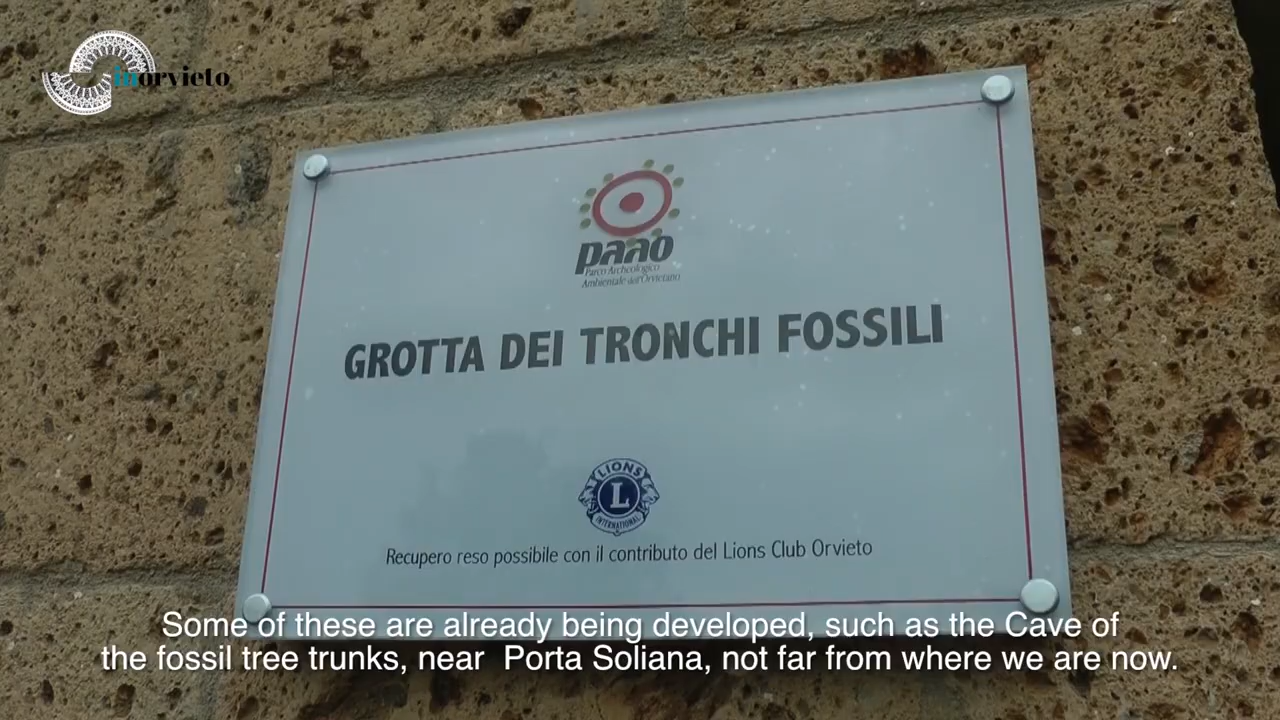 inorvieto
paao
Parco Archeologico
Ambientale dell'Orvietano
GROTTA DEI TRONCHI FOSSILI
LIONS
L
INTERNATIONAL
Recupero reso possibile con il contributo del Lions Club Orvieto
Some of these are already being developed, such as the Cave of
the fossil tree trunks, near Porta Soliana, not far from where we are now.